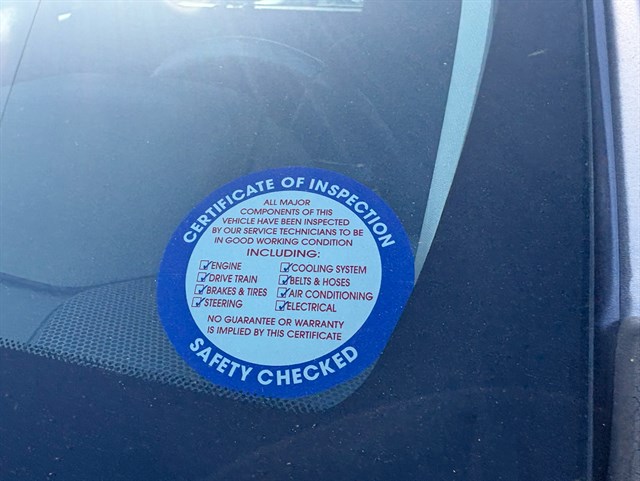 CERTIFICATE OF INSPECTION
ALL MAJOR
COMPONENTS OF THIS
VEHICLE HAVE BEEN INSPECTED
BY OUR SERVICE TECHNICIANS TO BE
IN GOOD WORKING CONDITION
INCLUDING:
ENGINE
DRIVE TRAIN
BRAKES & TIRES
STEERING
COOLING SYSTEM
BELTS & HOSES
AIR CONDITIONING
ELECTRICAL
NO GUARANTEE OR WARRANTY
IS IMPLIED BY THIS CERTIFICATE
SAFETY CHECKED